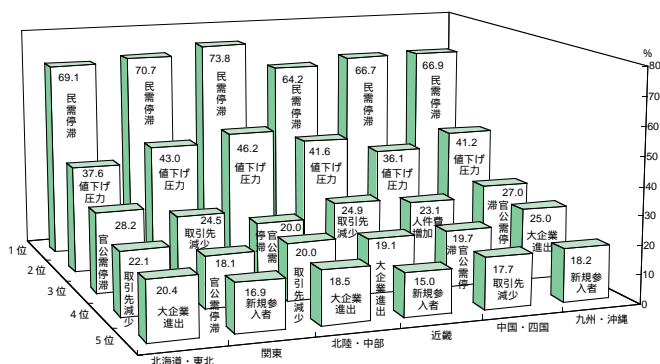 %
80
70
60
50
40
30
20
10
0
1位
2位
3位
4位
5位
69.1
民需停滞
70.7
民需停滞
73.8
民需停滞
64.2
民需停滞
66.7
民需停滞
66.9
民需停滞
37.6
値下げ
圧力
43.0
値下げ
圧力
46.2
値下げ
圧力
41.6
値下げ
圧力
36.1
値下げ
圧力
41.2
値下げ
圧力
28.2
官公需停滞
24.5
取引先
減少
20.0
官公需
停滞
24.9
取引先
減少
23.1
人件費
増加
27.0
官公需停
滞
22.1
取引先減少
18.1
官公需停滞
20.0
取引先減少
19.1
大企業進出
19.7
官公需停
滞
25.0
大企業
進出
20.4
大企業
進出
16.9
新規参
入者
18.5
大企業
進出
15.0
新規参
入者
17.7
取引先
減少
18.2
新規参
入者
北海道・東北
関東
北陸・中部
近畿
中国・四国
九州・沖縄